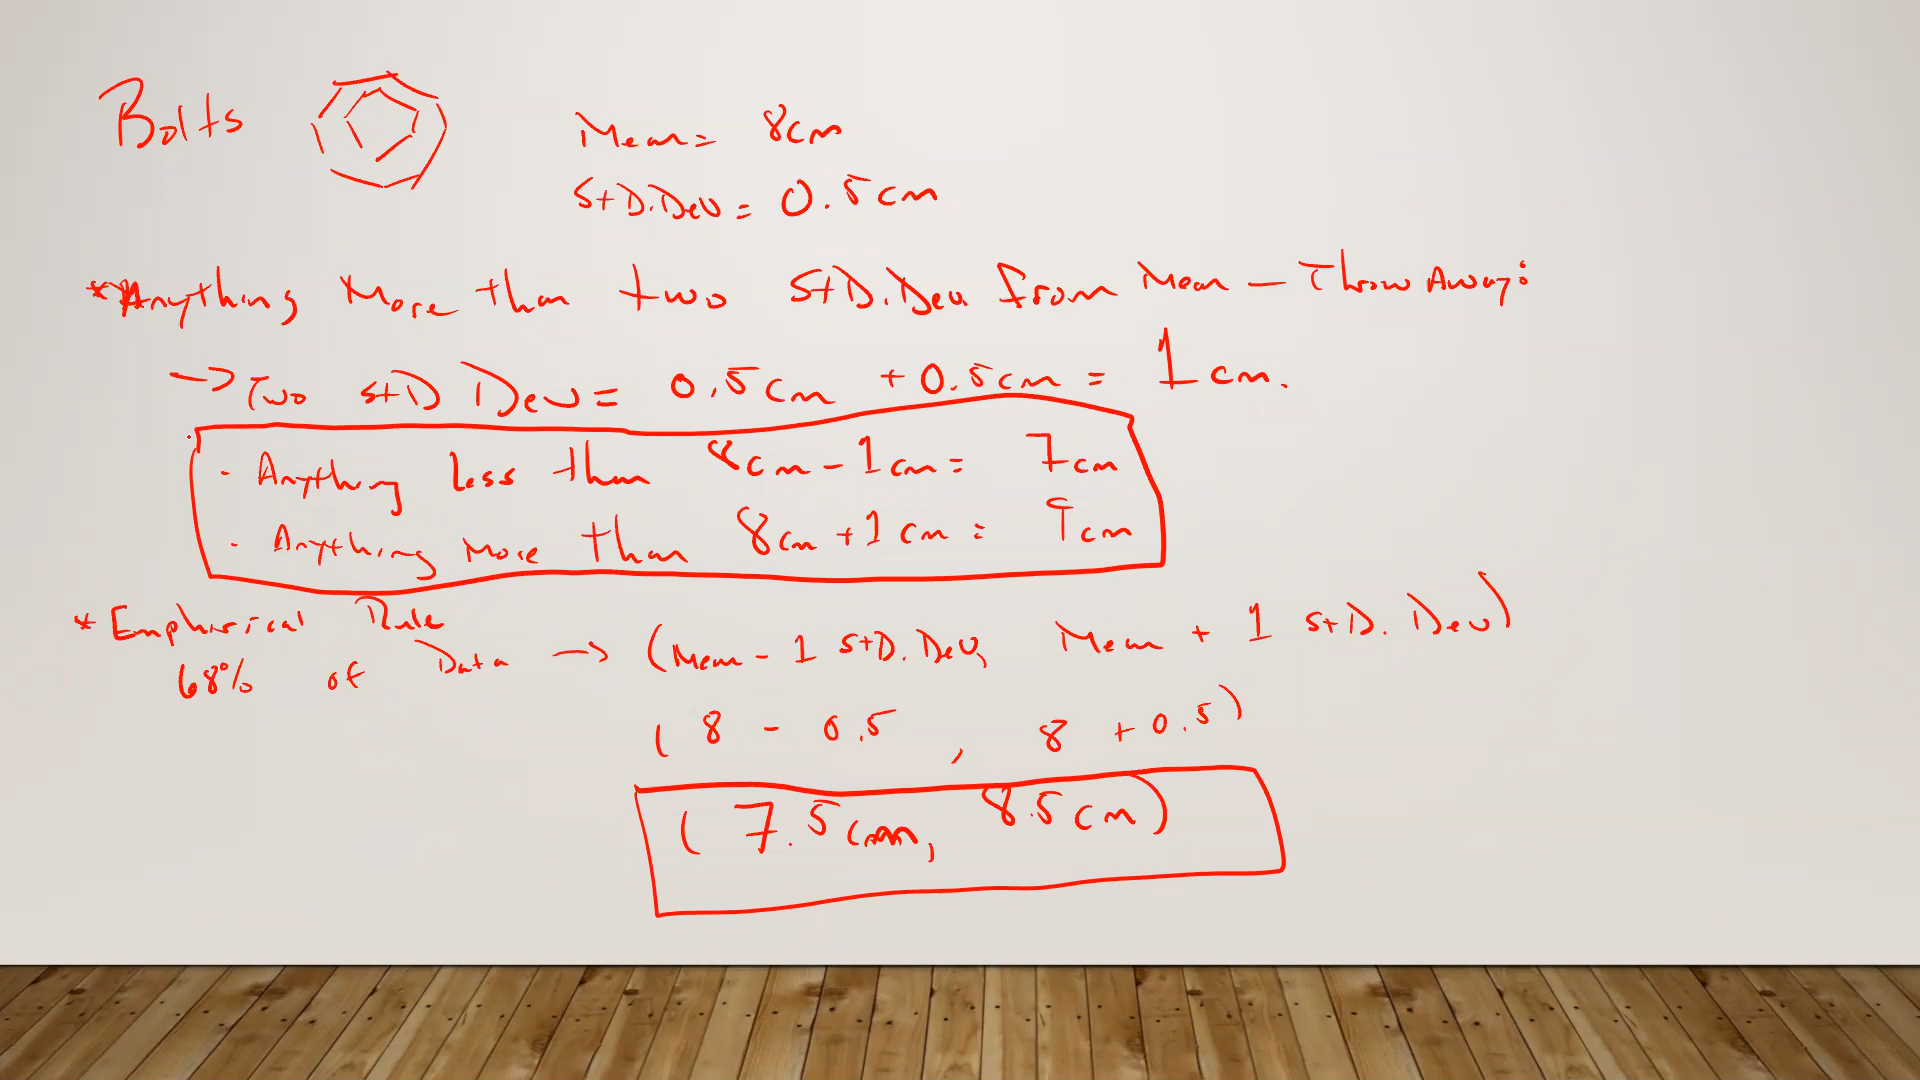 Bolts
Mean = 8cm
StD.Dev = 0.5cm
*Anything More than two StD.Dev. from Mean — Throw Away:
→ Two StD Dev = 0.5cm + 0.5cm = 1cm.
· Anything Less than 8cm - 1cm = 7cm
· Anything More than 8cm + 1cm = 9cm
* Emphirical Rule
68% of Data → (Mean - 1 StD.Dev, Mean + 1 StD. Dev)
(8 - 0.5, 8 + 0.5)
(7.5cm, 8.5cm)